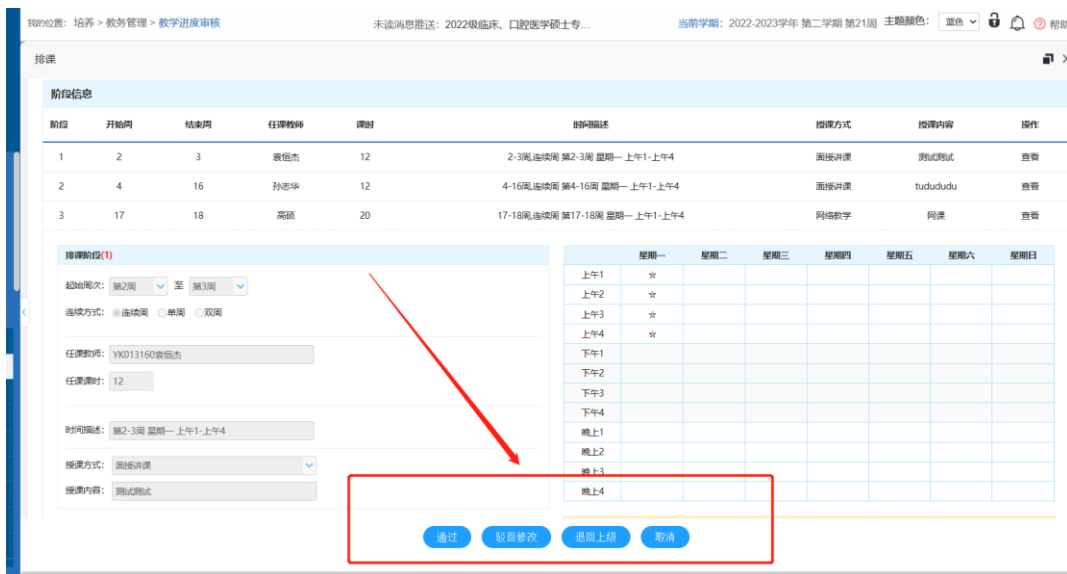 我的位置：培养 > 教务管理 > 教学进度审核 未读消息推送：2022级临床、口腔医学硕士专... 当前学期：2022-2023学年 第二学期 第21周 主题颜色： 蓝色 帮助
排课
阶段信息
阶段 开始周 结束周 任课教师 课时 时间描述 授课方式 授课内容 操作
1 2 3 袁恒杰 12 2-3周,连续周 第2-3周 星期一 上午1-上午4 面授讲课 测试测试 查看
2 4 16 孙志华 12 4-16周,连续周 第4-16周 星期一 上午1-上午4 面授讲课 tudududu 查看
3 17 18 高硕 20 17-18周,连续周 第17-18周 星期一 上午1-上午4 网络教学 网课 查看
排课阶段(1)
起始周次： 第2周 至 第3周
连续方式： 连续周 单周 双周
任课教师： YK013160袁恒杰
任课课时： 12
时间描述： 第2-3周 星期一 上午1-上午4
授课方式： 面授讲课
授课内容： 测试测试
星期一 星期二 星期三 星期四 星期五 星期六 星期日
上午1 ☆
上午2 ☆
上午3 ☆
上午4 ☆
下午1
下午2
下午3
下午4
晚上1
晚上2
晚上3
晚上4
通过 驳回修改 退回上级 取消